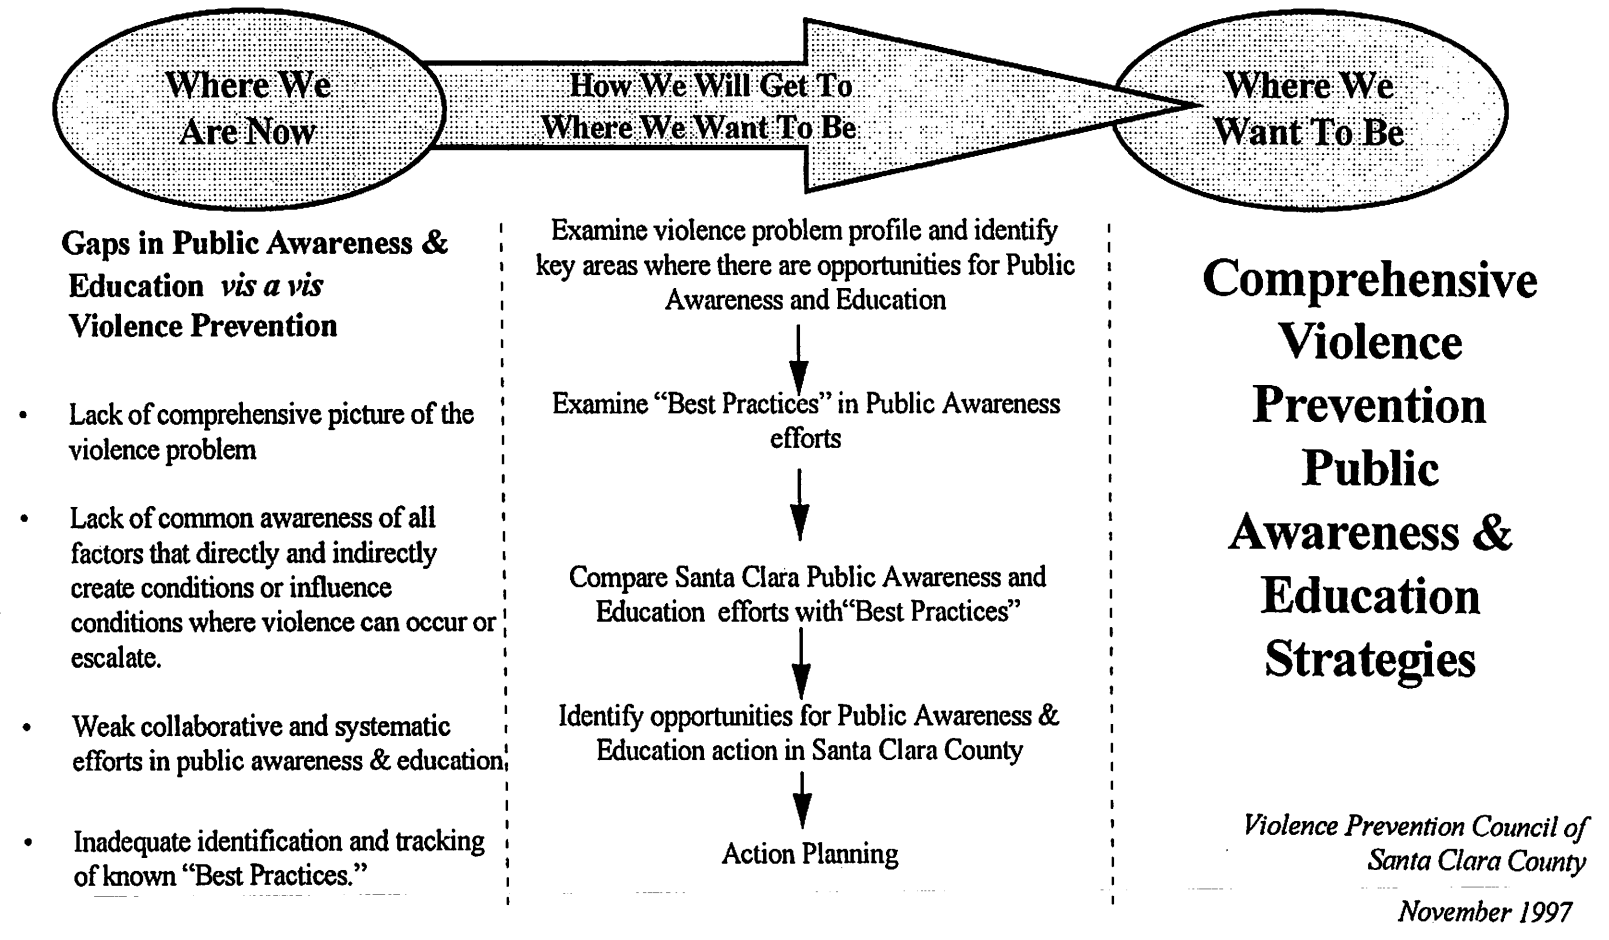 Where We
Are Now
How We Will Get To
Where We Want To Be
Where We
Want To Be
Gaps in Public Awareness &
Education vis a vis
Violence Prevention
• Lack of comprehensive picture of the
violence problem
• Lack of common awareness of all
factors that directly and indirectly
create conditions or influence
conditions where violence can occur or
escalate.
• Weak collaborative and systematic
efforts in public awareness & education.
• Inadequate identification and tracking
of known “Best Practices.”
Examine violence problem profile and identify
key areas where there are opportunities for Public
Awareness and Education
Examine “Best Practices” in Public Awareness
efforts
Compare Santa Clara Public Awareness and
Education efforts with“Best Practices”
Identify opportunities for Public Awareness &
Education action in Santa Clara County
Action Planning
Comprehensive
Violence
Prevention
Public
Awareness &
Education
Strategies
Violence Prevention Council of
Santa Clara County
November 1997